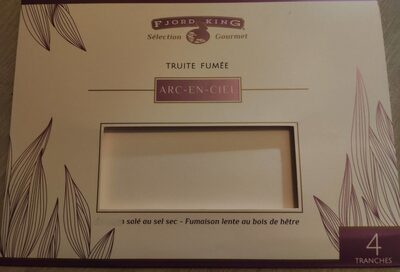 FJORD KING
Sélection Gourmet
TRUITE FUMÉE
ARC-EN-CIEL
solé au sel sec - Fumaison lente au bois de hêtre
4
TRANCHES